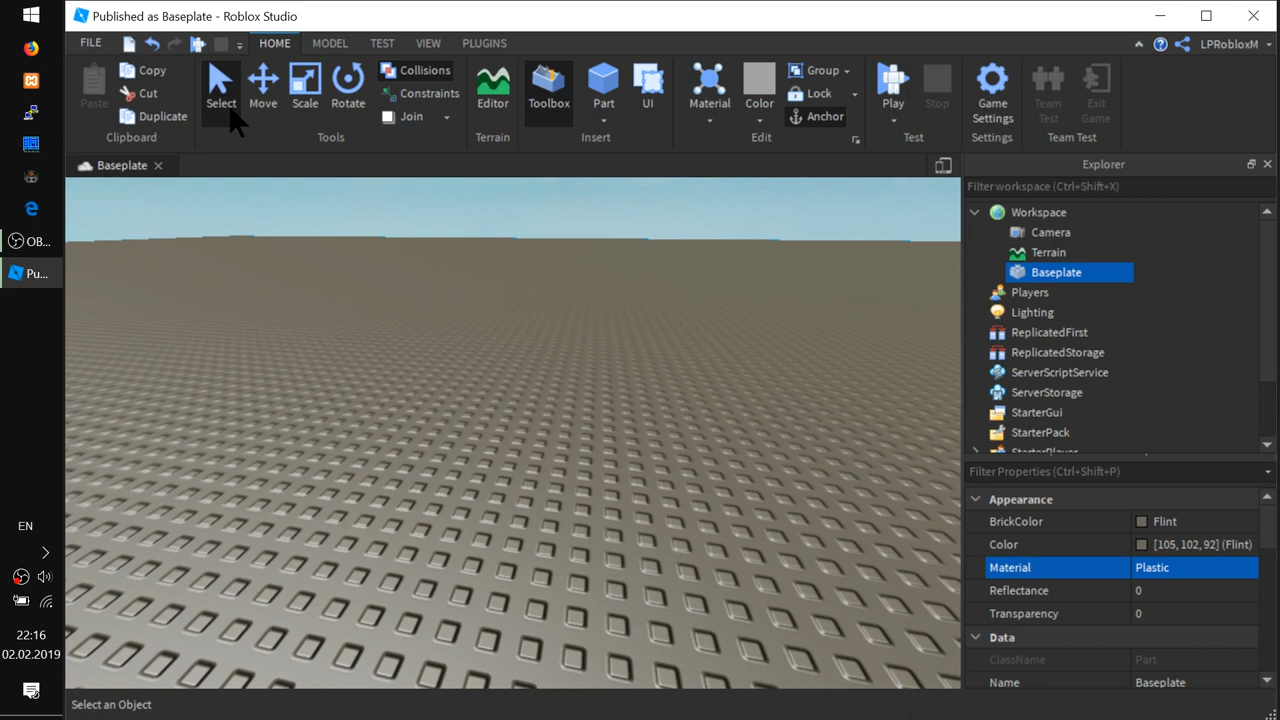 Published as Baseplate - Roblox Studio
FILE HOME MODEL TEST VIEW PLUGINS LPRobloxM
Paste
Copy
Cut
Duplicate
Clipboard
Select Move Scale Rotate
Collisions
Constraints
Join
Tools
Editor
Terrain
Toolbox Part UI
Insert
Material Color
Group
Lock
Anchor
Edit
Play Stop
Test
Game Settings
Settings
Team Test
Exit Game
Team Test
Baseplate
Explorer
Filter workspace (Ctrl+Shift+X)
Workspace
Camera
Terrain
Baseplate
Players
Lighting
ReplicatedFirst
ReplicatedStorage
ServerScriptService
ServerStorage
StarterGui
StarterPack
StarterPlayer
Filter Properties (Ctrl+Shift+P)
Appearance
BrickColor Flint
Color [105, 102, 92] (Flint)
Material Plastic
Reflectance 0
Transparency 0
Data
ClassName Part
Name Baseplate
Select an Object
OB...
Pu...
EN
22:16
02.02.2019